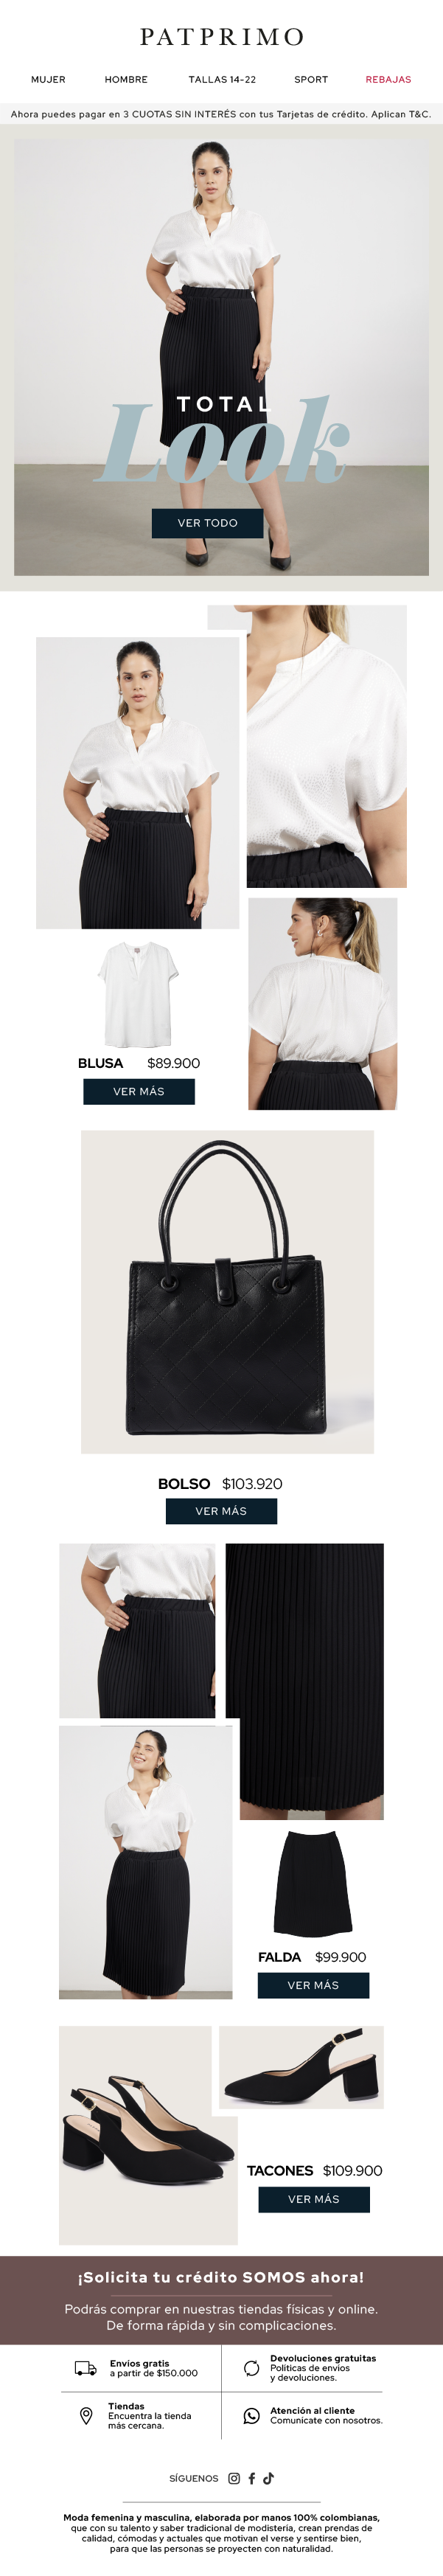 PATPRIMO
MUJER HOMBRE TALLAS 14-22 SPORT REBAJAS
Ahora puedes pagar en 3 CUOTAS SIN INTERÉS con tus Tarjetas de crédito. Aplican T&C.
TOTAL
Look
VER TODO
BLUSA $89.900
VER MÁS
BOLSO $103.920
VER MÁS
FALDA $99.900
VER MÁS
TACONES $109.900
VER MÁS
¡Solicita tu crédito SOMOS ahora!
Podrás comprar en nuestras tiendas físicas y online.
De forma rápida y sin complicaciones.
Envíos gratis
a partir de $150.000
Devoluciones gratuitas
Políticas de envíos
y devoluciones.
Tiendas
Encuentra la tienda
más cercana.
Atención al cliente
Comunícate con nosotros.
SÍGUENOS
Moda femenina y masculina, elaborada por manos 100% colombianas,
que con su talento y saber tradicional de modistería, crean prendas de
calidad, cómodas y actuales que motivan el verse y sentirse bien,
para que las personas se proyecten con naturalidad.